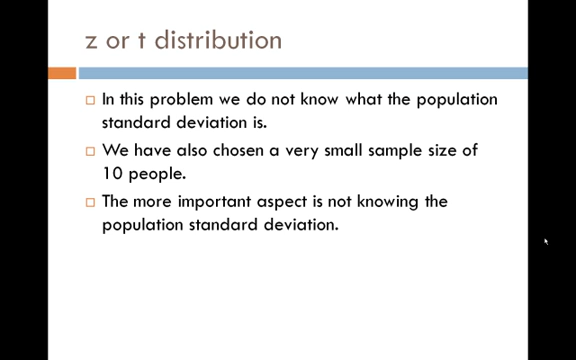 z or t distribution
In this problem we do not know what the population
standard deviation is.
We have also chosen a very small sample size of
10 people.
The more important aspect is not knowing the
population standard deviation.